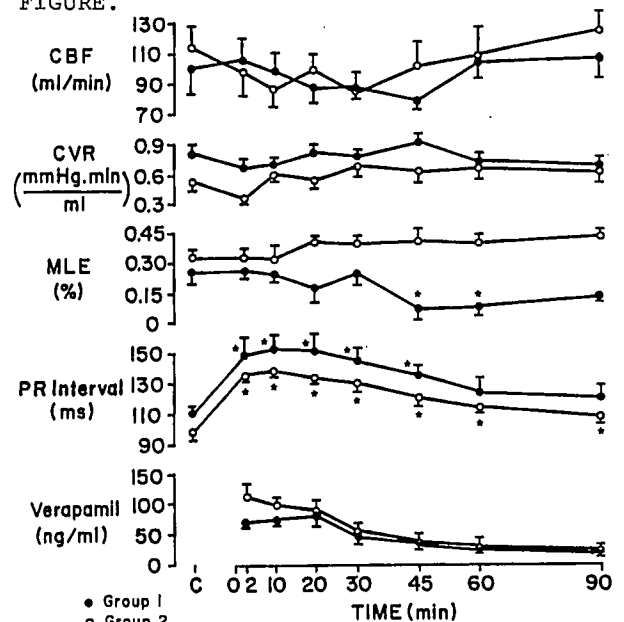 FIGURE.
CBF
(ml/min)
130
110
90
70
CVR
(mmHg.min/ml)
0.9
0.6
0.3
MLE
(%)
0.45
0.30
0.15
0
* *
PR Interval
(ms)
150
130
110
90
* * * * *
* * * * * * *
Verapamil
(ng/ml)
150
100
50
0
C 0 2 10 20 30 45 60 90
TIME (min)
● Group 1
○ Group 2